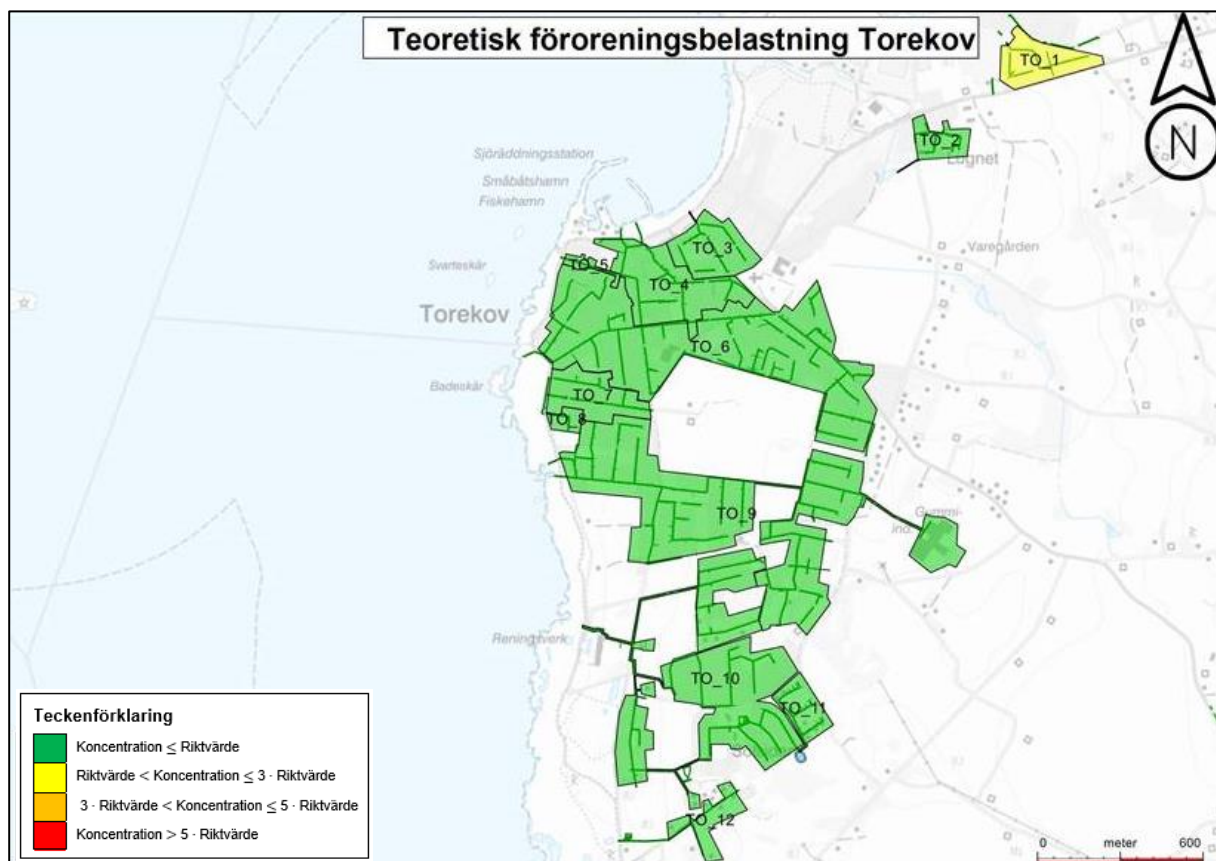 Teoretisk föroreningsbelastning Torekov
TO_1
N
TO_2
Lugnet
Sjöräddningsstation
Småbåtshamn
Fiskehamn
TO_3
Varegården
Svarteskär
TO_5
TO_4
Torekov
TO_6
Badeskär
TO_7
TO_8
TO_9
Gummi-
ind.
Reningsverk
TO_10
TO_11
TO_12
Teckenförklaring
Koncentration ≤ Riktvärde
Riktvärde < Koncentration ≤ 3 · Riktvärde
3 · Riktvärde < Koncentration ≤ 5 · Riktvärde
Koncentration > 5 · Riktvärde
0 meter 600